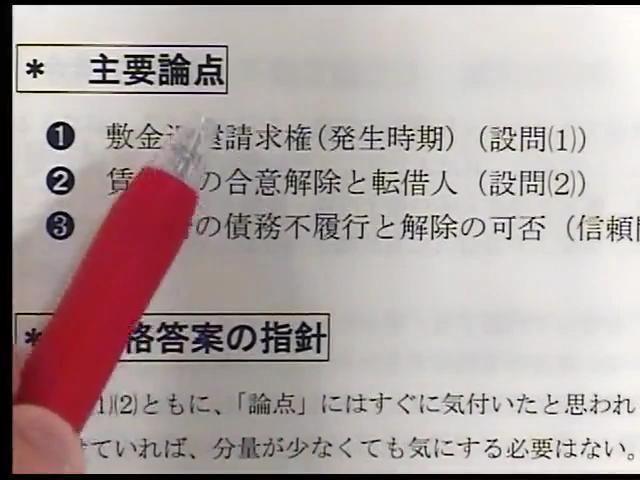 * 主要論点
❶ 敷金 請求権(発生時期)(設問⑴)
❷ 賃 の合意解除と転借人(設問⑵)
❸ の債務不履行と解除の可否(信頼
* 格答案の指針
⑴⑵ともに、「論点」にはすぐに気付いたと思われ
ていれば、分量が少なくても気にする必要はない。